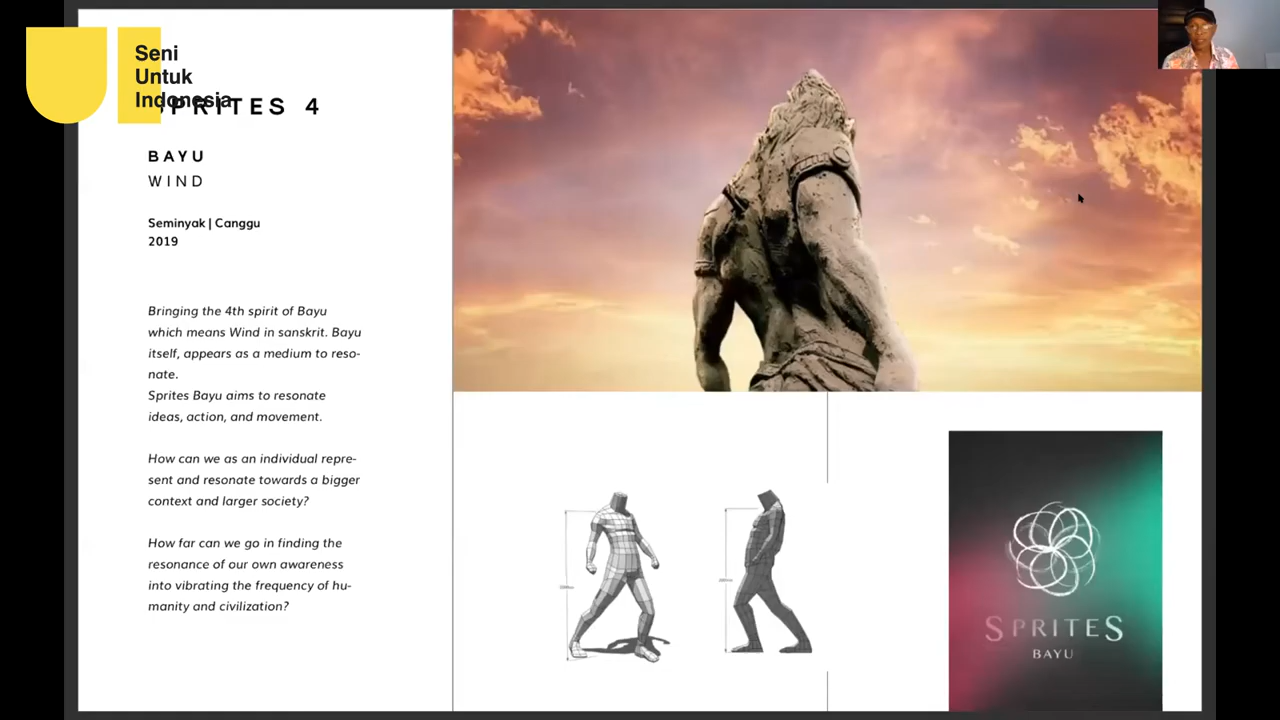 Seni
Untuk
Indonesia
SPRITES 4
BAYU
WIND
Seminyak | Canggu
2019
Bringing the 4th spirit of Bayu
which means Wind in sanskrit. Bayu
itself, appears as a medium to reso-
nate.
Sprites Bayu aims to resonate
ideas, action, and movement.
How can we as an individual repre-
sent and resonate towards a bigger
context and larger society?
How far can we go in finding the
resonance of our own awareness
into vibrating the frequency of hu-
manity and civilization?
SPRITES
BAYU